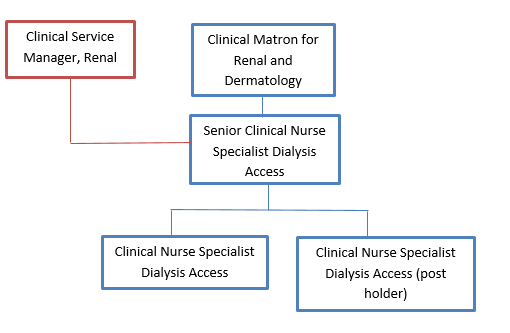 Clinical Service
Manager, Renal
Clinical Matron for
Renal and
Dermatology
Senior Clinical Nurse
Specialist Dialysis
Access
Clinical Nurse Specialist
Dialysis Access
Clinical Nurse Specialist
Dialysis Access (post
holder)